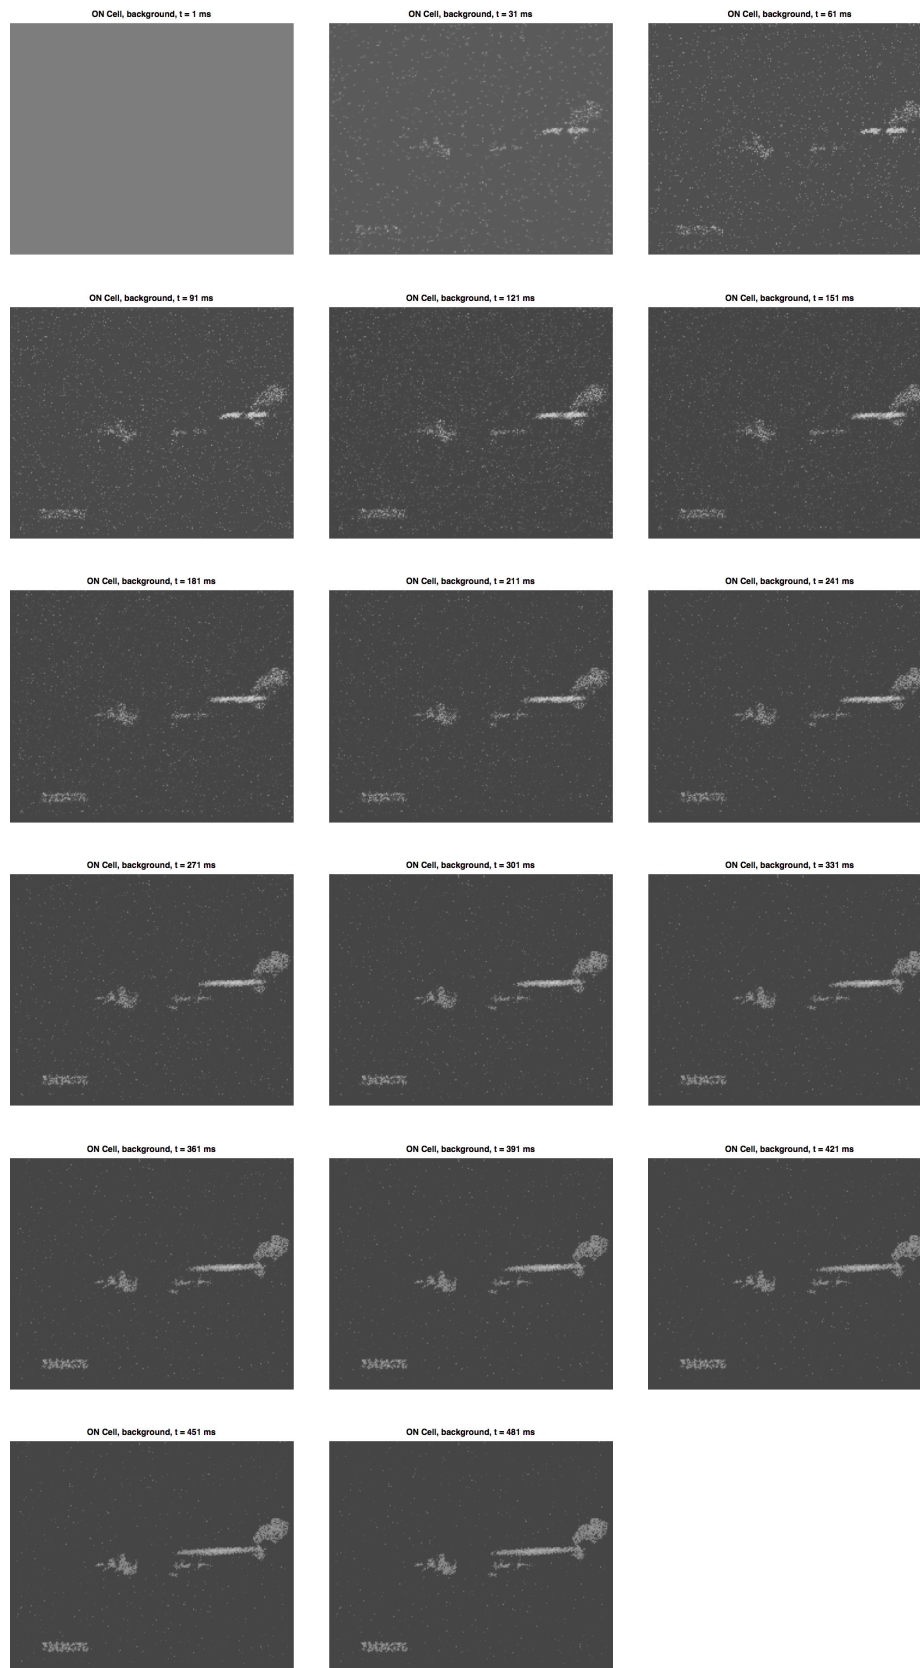 ON Cell, background, t = 1 ms
ON Cell, background, t = 31 ms
ON Cell, background, t = 61 ms
ON Cell, background, t = 91 ms
ON Cell, background, t = 121 ms
ON Cell, background, t = 151 ms
ON Cell, background, t = 181 ms
ON Cell, background, t = 211 ms
ON Cell, background, t = 241 ms
ON Cell, background, t = 271 ms
ON Cell, background, t = 301 ms
ON Cell, background, t = 331 ms
ON Cell, background, t = 361 ms
ON Cell, background, t = 391 ms
ON Cell, background, t = 421 ms
ON Cell, background, t = 451 ms
ON Cell, background, t = 481 ms